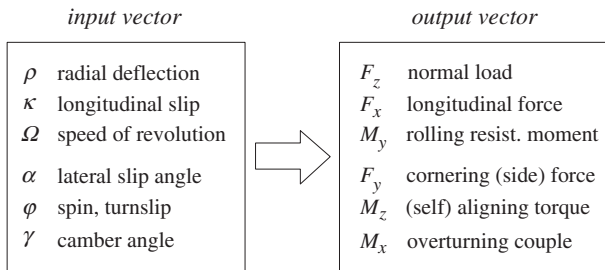 input vector
ρ radial deflection
κ longitudinal slip
Ω speed of revolution
α lateral slip angle
φ spin, turnslip
γ camber angle
output vector
F_z normal load
F_x longitudinal force
M_y rolling resist. moment
F_y cornering (side) force
M_z (self) aligning torque
M_x overturning couple